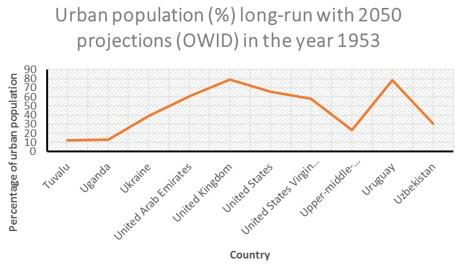 Urban population (%) long-run with 2050
projections (OWID) in the year 1953
Percentage of urban population
90
80
70
60
50
40
30
20
10
0
Tuvalu
Uganda
Ukraine
United Arab Emirates
United Kingdom
United States
United States Virgin...
Upper-middle-...
Uruguay
Uzbekistan
Country